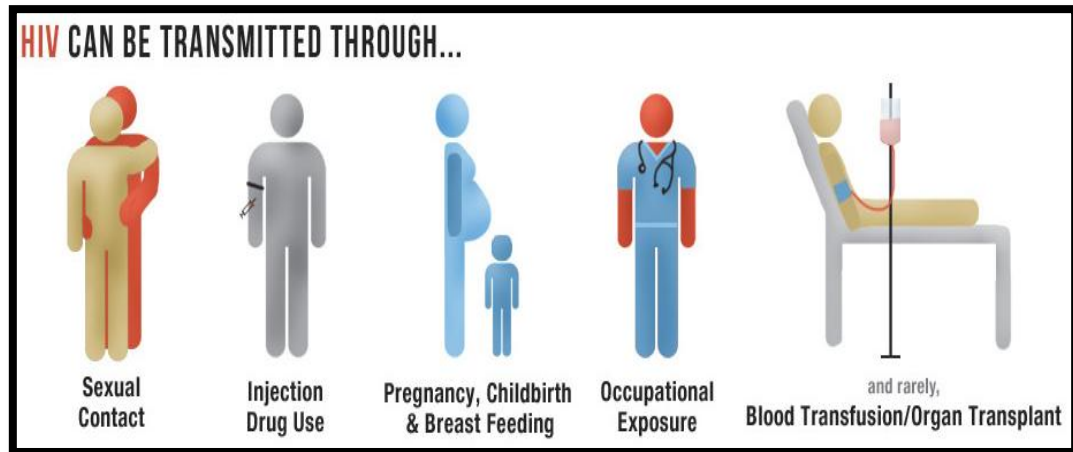 HIV CAN BE TRANSMITTED THROUGH...
Sexual
Contact
Injection
Drug Use
Pregnancy, Childbirth
& Breast Feeding
Occupational
Exposure
and rarely,
Blood Transfusion/Organ Transplant